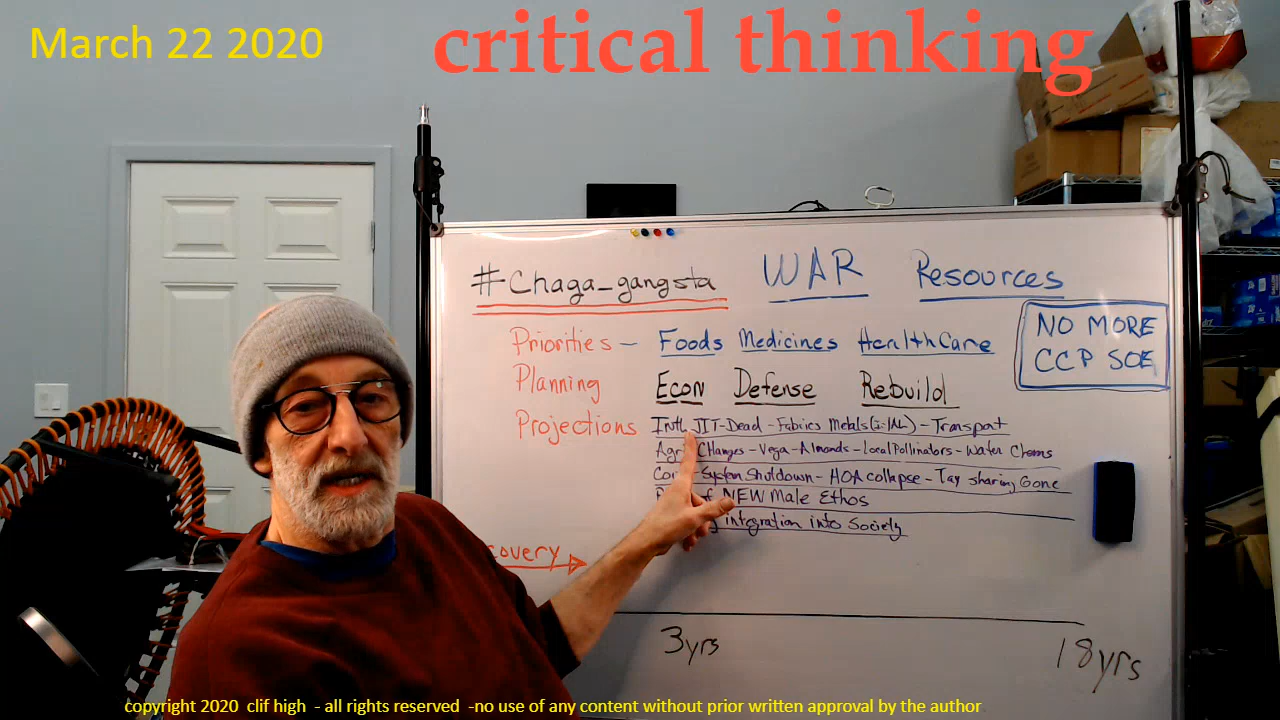 March 22 2020
critical thinking
#Chaga_gangsta WAR Resources
NO MORE
CCP SOE
Priorities - Foods Medicines HealthCare
Planning Econ Defense Rebuild
Projections Intl JIT-Dead - Fabrics Metals - Transport
Changes - Vega - Almonds - Local Pollinators - Water Chems
System Shutdown - HOA collapse - Tax sharing Gone
of NEW Male Ethos
integration into Society
covery
3yrs 18yrs
copyright 2020 clif high - all rights reserved -no use of any content without prior written approval by the author